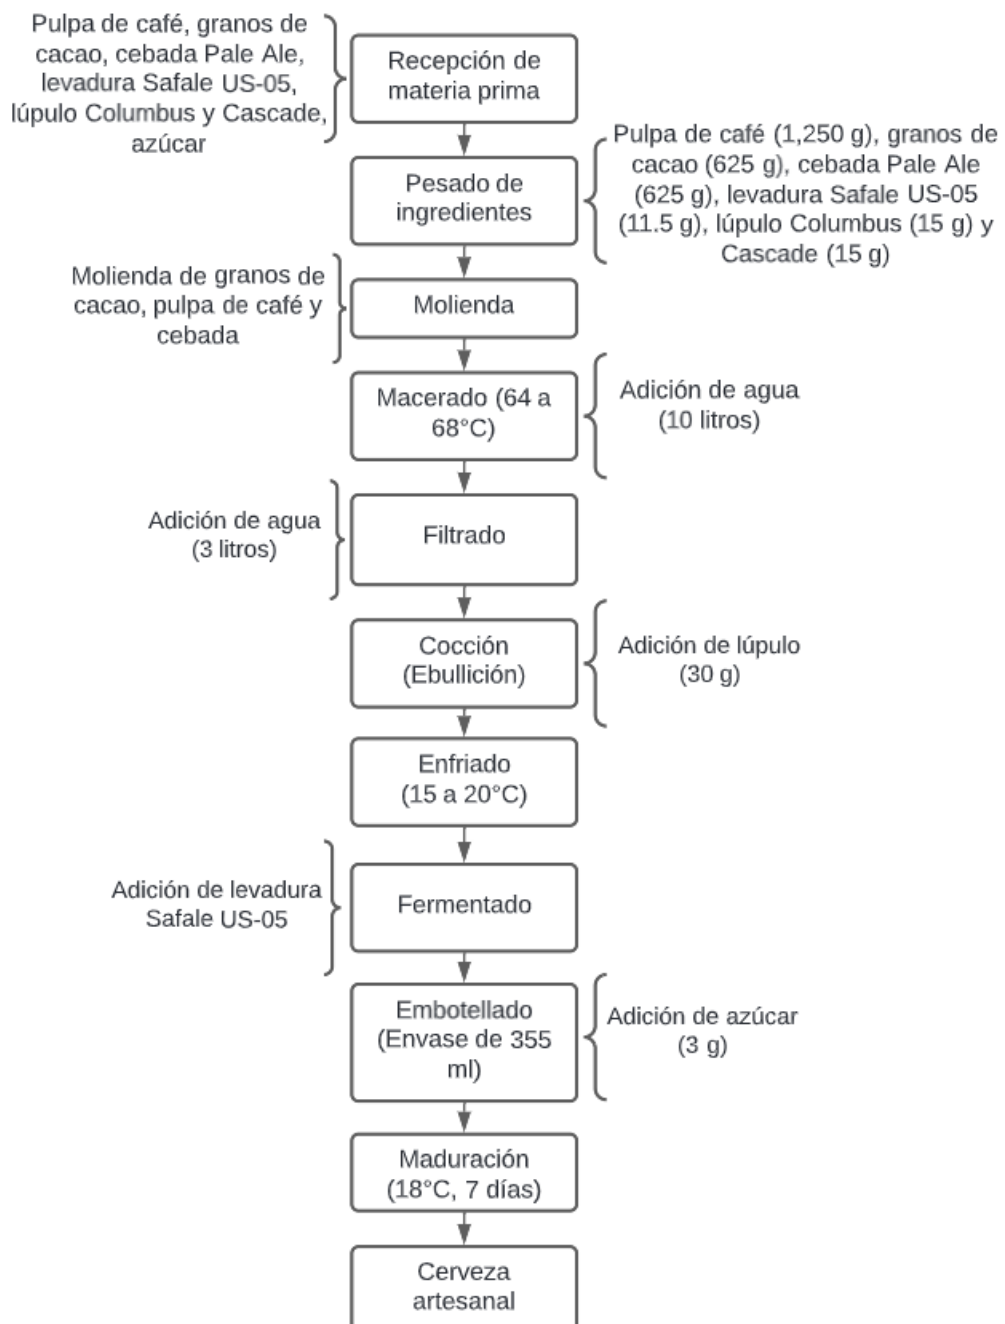 Pulpa de café, granos de
cacao, cebada Pale Ale,
levadura Safale US-05,
lúpulo Columbus y Cascade,
azúcar
Recepción de
materia prima
Pesado de
ingredientes
Pulpa de café (1,250 g), granos de
cacao (625 g), cebada Pale Ale
(625 g), levadura Safale US-05
(11.5 g), lúpulo Columbus (15 g) y
Cascade (15 g)
Molienda de granos de
cacao, pulpa de café y
cebada
Molienda
Macerado (64 a
68°C)
Adición de agua
(10 litros)
Adición de agua
(3 litros)
Filtrado
Cocción
(Ebullición)
Adición de lúpulo
(30 g)
Enfriado
(15 a 20°C)
Adición de levadura
Safale US-05
Fermentado
Embotellado
(Envase de 355
ml)
Adición de azúcar
(3 g)
Maduración
(18°C, 7 días)
Cerveza
artesanal